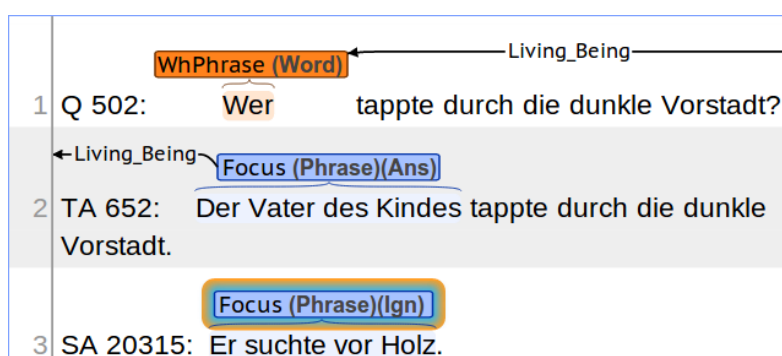 WhPhrase (Word)
Living_Being
1 Q 502: Wer tappte durch die dunkle Vorstadt?
Living_Being
Focus (Phrase)(Ans)
2 TA 652: Der Vater des Kindes tappte durch die dunkle
Vorstadt.
Focus (Phrase)(Ign)
3 SA 20315: Er suchte vor Holz.